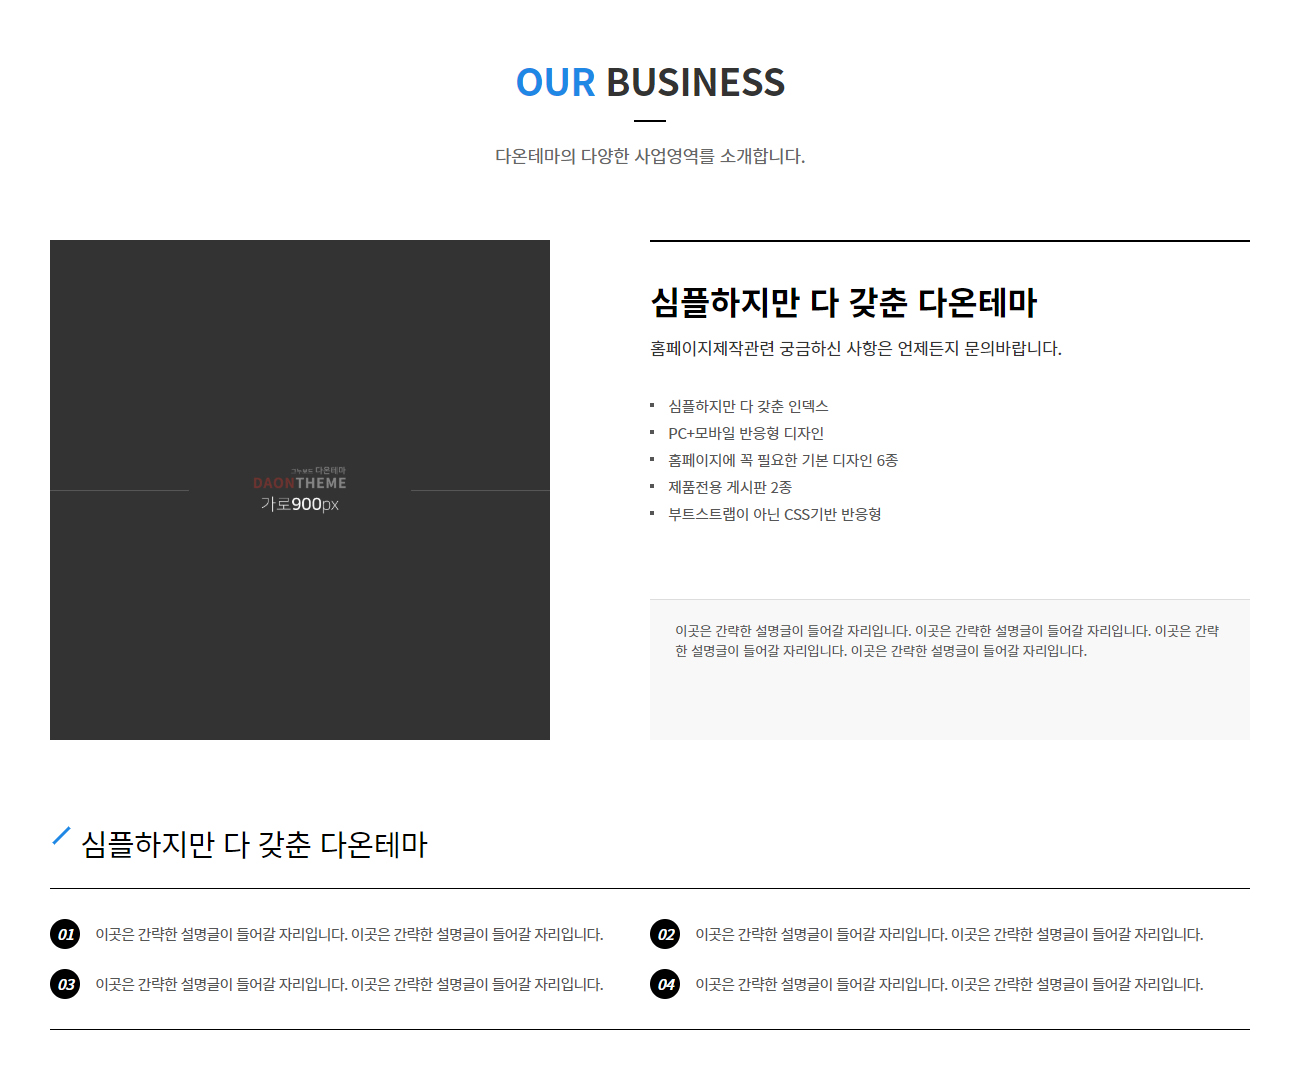 OUR BUSINESS
다온테마의 다양한 사업영역를 소개합니다.
그누보드 다온테마
DAONTHEME
가로900px
심플하지만 다 갖춘 다온테마
홈페이지제작관련 궁금하신 사항은 언제든지 문의바랍니다.
심플하지만 다 갖춘 인덱스
PC+모바일 반응형 디자인
홈페이지에 꼭 필요한 기본 디자인 6종
제품전용 게시판 2종
부트스트랩이 아닌 CSS기반 반응형
이곳은 간략한 설명글이 들어갈 자리입니다. 이곳은 간략한 설명글이 들어갈 자리입니다. 이곳은 간략
한 설명글이 들어갈 자리입니다. 이곳은 간략한 설명글이 들어갈 자리입니다.
심플하지만 다 갖춘 다온테마
01 이곳은 간략한 설명글이 들어갈 자리입니다. 이곳은 간략한 설명글이 들어갈 자리입니다.
02 이곳은 간략한 설명글이 들어갈 자리입니다. 이곳은 간략한 설명글이 들어갈 자리입니다.
03 이곳은 간략한 설명글이 들어갈 자리입니다. 이곳은 간략한 설명글이 들어갈 자리입니다.
04 이곳은 간략한 설명글이 들어갈 자리입니다. 이곳은 간략한 설명글이 들어갈 자리입니다.